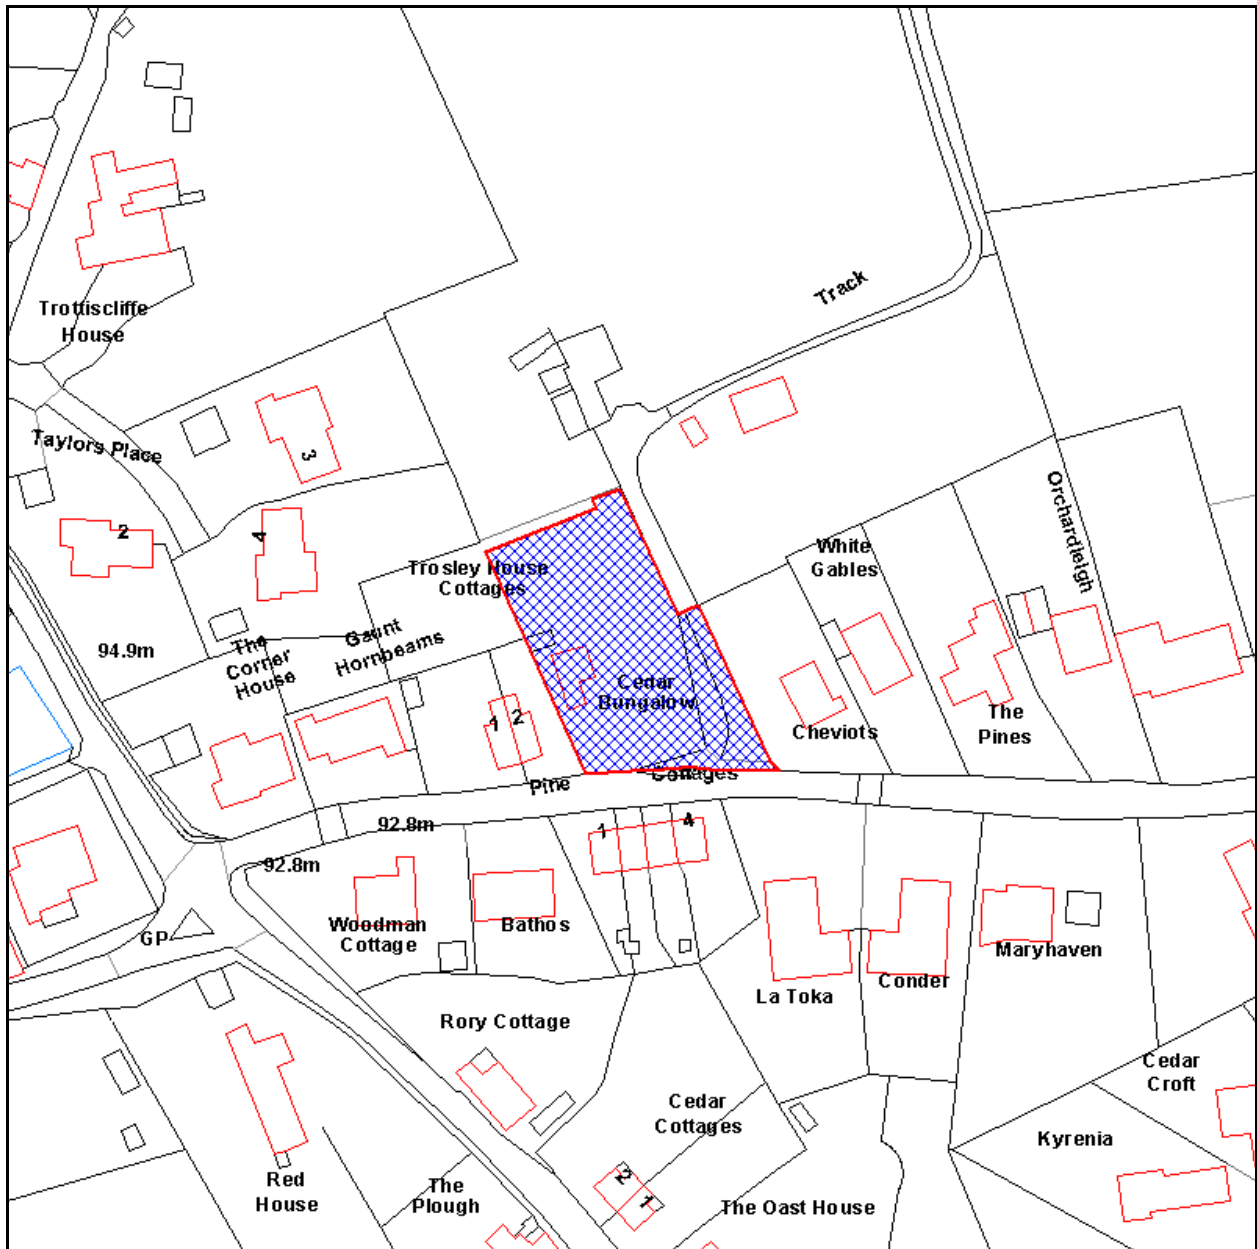 Trottiscliffe
House
Track
Taylors Place
3
2
4
Orchardleigh
White
Gables
Trosley House
Cottages
94.9m
The
Corner
House
Gaunt
Hornbeams
Cedar
Bungalow
1
2
Cheviots
The
Pines
Pine
Cottages
92.8m
1
4
92.8m
GP
Woodman
Cottage
Bathos
La Toka
Conder
Maryhaven
Rory Cottage
Cedar
Croft
Cedar
Cottages
Kyrenia
Red
House
The
Plough
2
1
The Oast House